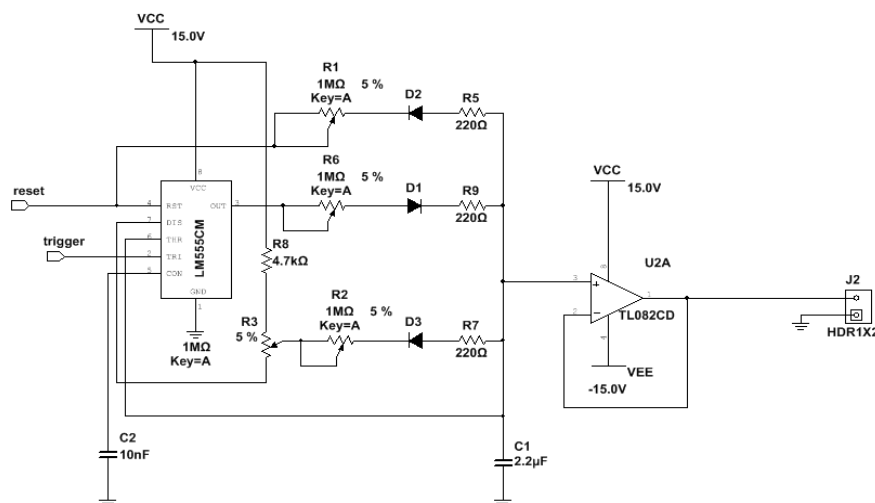 VCC
15.0V
R1
1MΩ 5 %
Key=A
D2
R5
220Ω
R6
1MΩ 5 %
Key=A
D1
R9
220Ω
reset
trigger
8
VCC
4 RST OUT 3
7 DIS
6 THR
2 TRI
5 CON
GND
1
LM555CM
R8
4.7kΩ
R3
5 %
1MΩ
Key=A
R2
1MΩ 5 %
Key=A
D3
R7
220Ω
VCC
15.0V
U2A
8
3
2
1
4
TL082CD
VEE
-15.0V
J2
HDR1X2
C2
10nF
C1
2.2µF